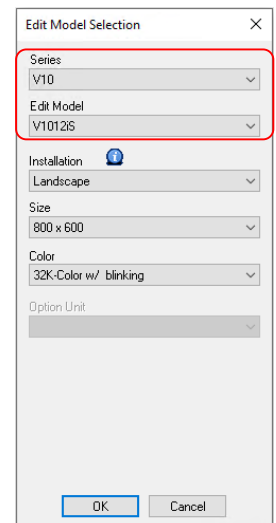 Edit Model Selection
Series
V10
Edit Model
V1012iS
Installation
Landscape
Size
800 x 600
Color
32K-Color w/ blinking
Option Unit
OK Cancel